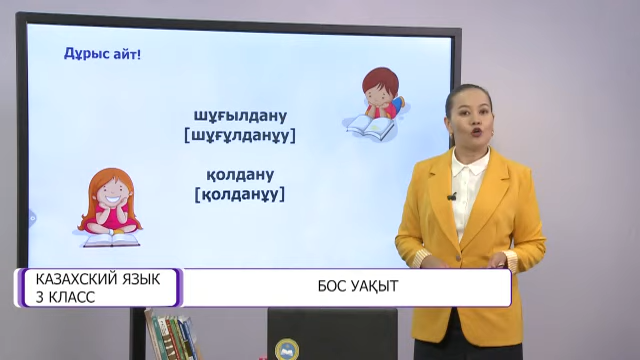 Дұрыс айт!
шұғылдану
[шұғұлданұу]
қолдану
[қолданұу]
КАЗАХСКИЙ ЯЗЫК
3 КЛАСС
БОС УАҚЫТ